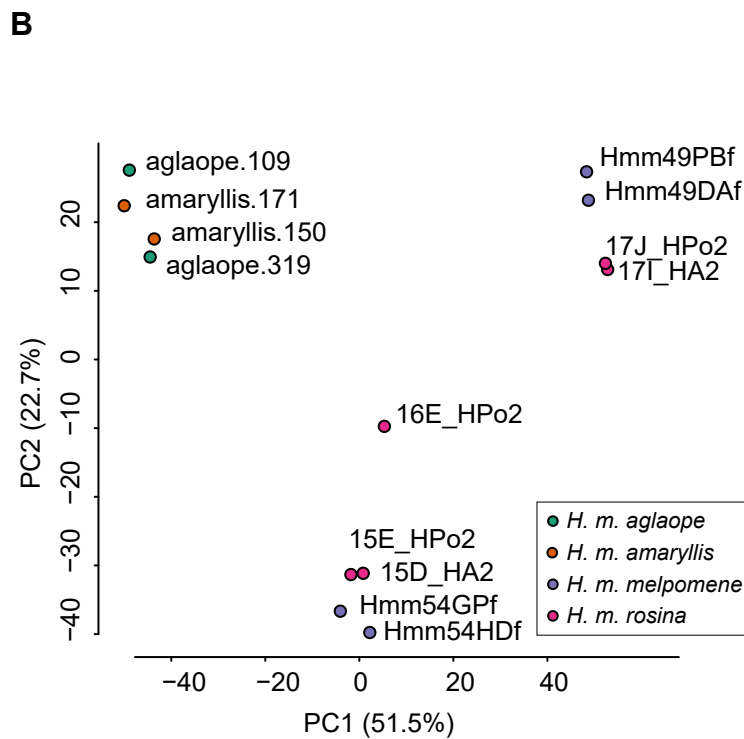 B
aglaope.109
amaryllis.171
amaryllis.150
aglaope.319
Hmm49PBf
Hmm49DAf
17J_HPo2
17I_HA2
16E_HPo2
15E_HPo2
15D_HA2
Hmm54GPf
Hmm54HDf
H. m. aglaope
H. m. amaryllis
H. m. melpomene
H. m. rosina
20
10
0
−10
−20
−30
−40
PC2 (22.7%)
−40 −20 0 20 40
PC1 (51.5%)